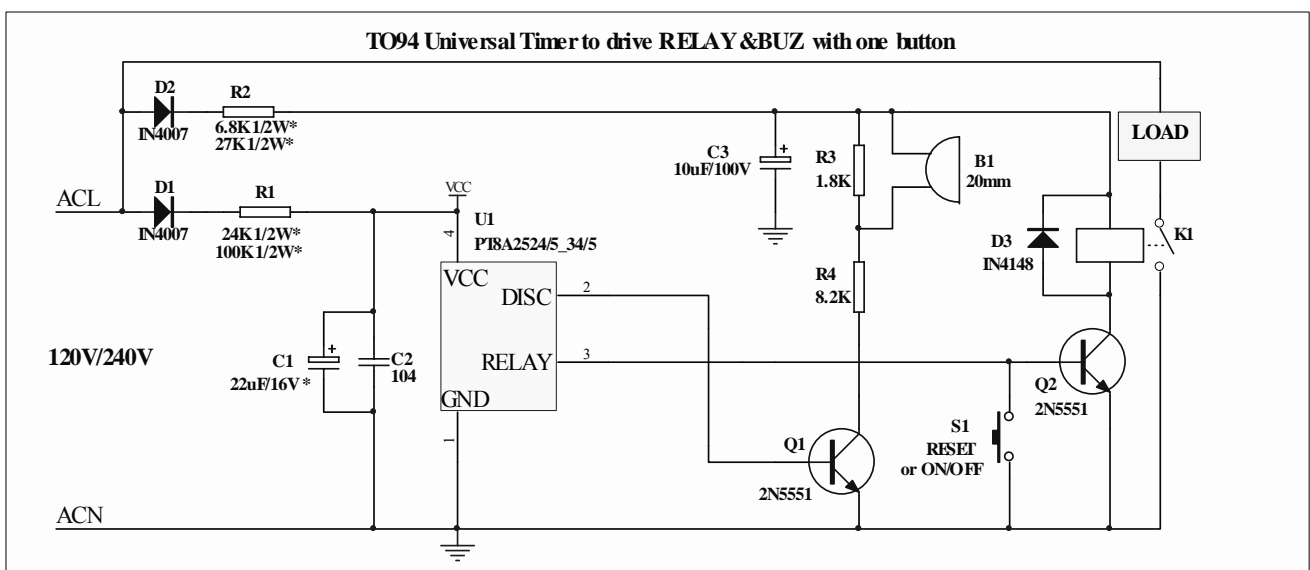 TO94 Universal Timer to drive RELAY&BUZ with one button
D2
IN4007
R2
6.8K1/2W*
27K1/2W*
ACL
D1
IN4007
R1
24K1/2W*
100K1/2W*
VCC
4
U1
PT8A2524/5_34/5
VCC
DISC
2
RELAY
3
GND
1
120V/240V
C1
+
22uF/16V*
C2
104
C3
+
10uF/100V
R3
1.8K
B1
20mm
R4
8.2K
D3
IN4148
LOAD
K1
Q1
2N5551
Q2
2N5551
S1
RESET
or ON/OFF
ACN